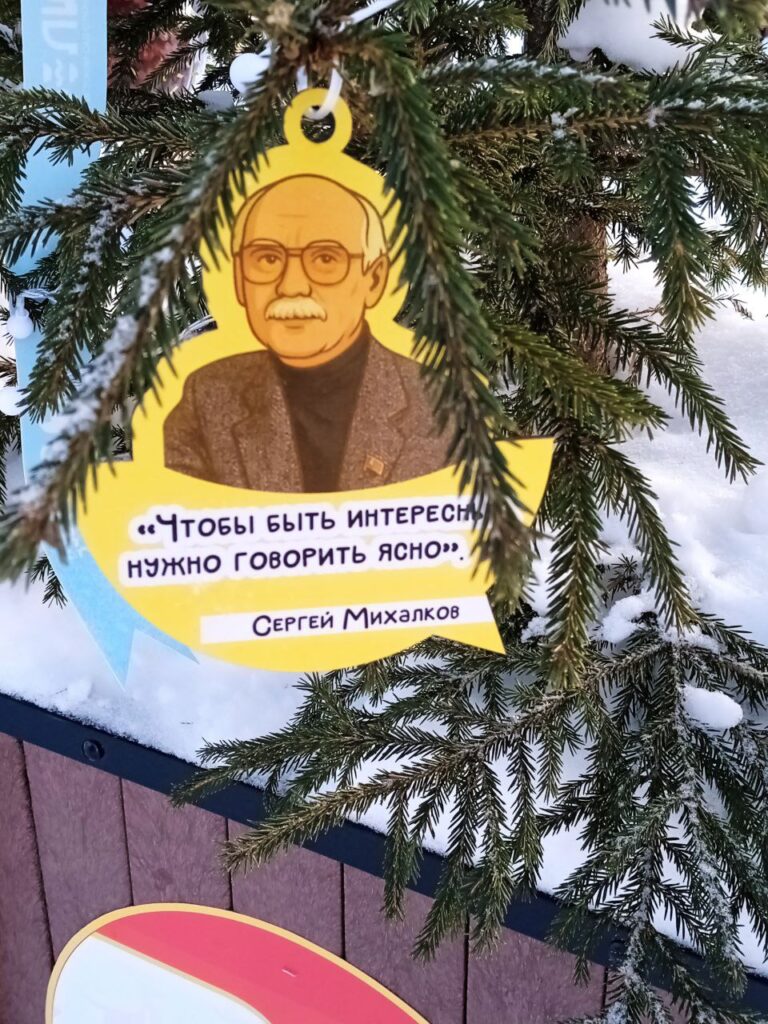 «Чтобы быть интересн
нужно говорить ясно».
Сергей Михалков